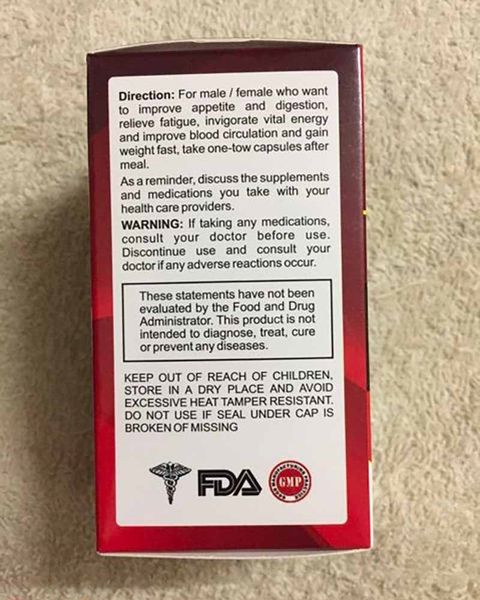 Direction: For male / female who want
to improve appetite and digestion,
relieve fatigue, invigorate vital energy
and improve blood circulation and gain
weight fast, take one-tow capsules after
meal.
As a reminder, discuss the supplements
and medications you take with your
health care providers.
WARNING: If taking any medications,
consult your doctor before use.
Discontinue use and consult your
doctor if any adverse reactions occur.
These statements have not been
evaluated by the Food and Drug
Administrator. This product is not
intended to diagnose, treat, cure
or prevent any diseases.
KEEP OUT OF REACH OF CHILDREN,
STORE IN A DRY PLACE AND AVOID
EXCESSIVE HEAT TAMPER RESISTANT.
DO NOT USE IF SEAL UNDER CAP IS
BROKEN OF MISSING
FDA
GOOD MANUFACTURING PRACTICE
GMP